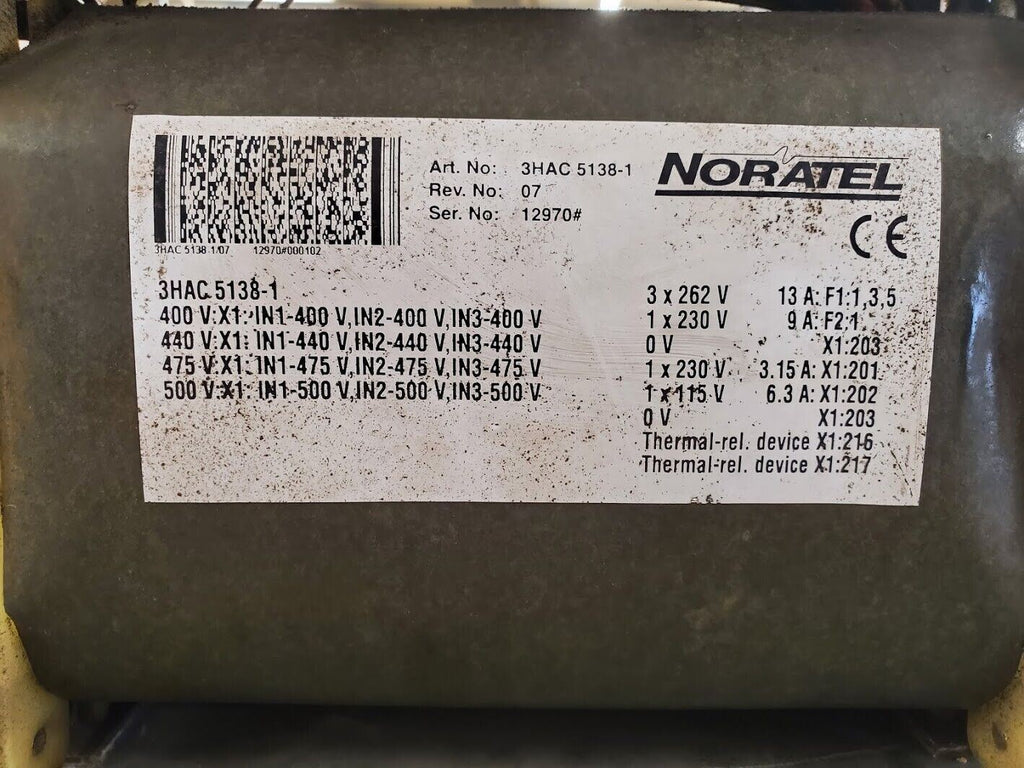 Art. No: 3HAC 5138-1
Rev. No: 07
Ser. No: 12970#
NORATEL
CE
3HAC 5138-1/07 12970#000102
3HAC 5138-1
400 V:X1: IN1-400 V,IN2-400 V,IN3-400 V
440 V:X1: IN1-440 V,IN2-440 V,IN3-440 V
475 V:X1: IN1-475 V,IN2-475 V,IN3-475 V
500 V:X1: IN1-500 V,IN2-500 V,IN3-500 V
3 x 262 V 13 A: F1:1,3,5
1 x 230 V 9 A: F2:1
0 V X1:203
1 x 230 V 3.15 A: X1:201
1 x 115 V 6.3 A: X1:202
0 V X1:203
Thermal-rel. device X1:216
Thermal-rel. device X1:217